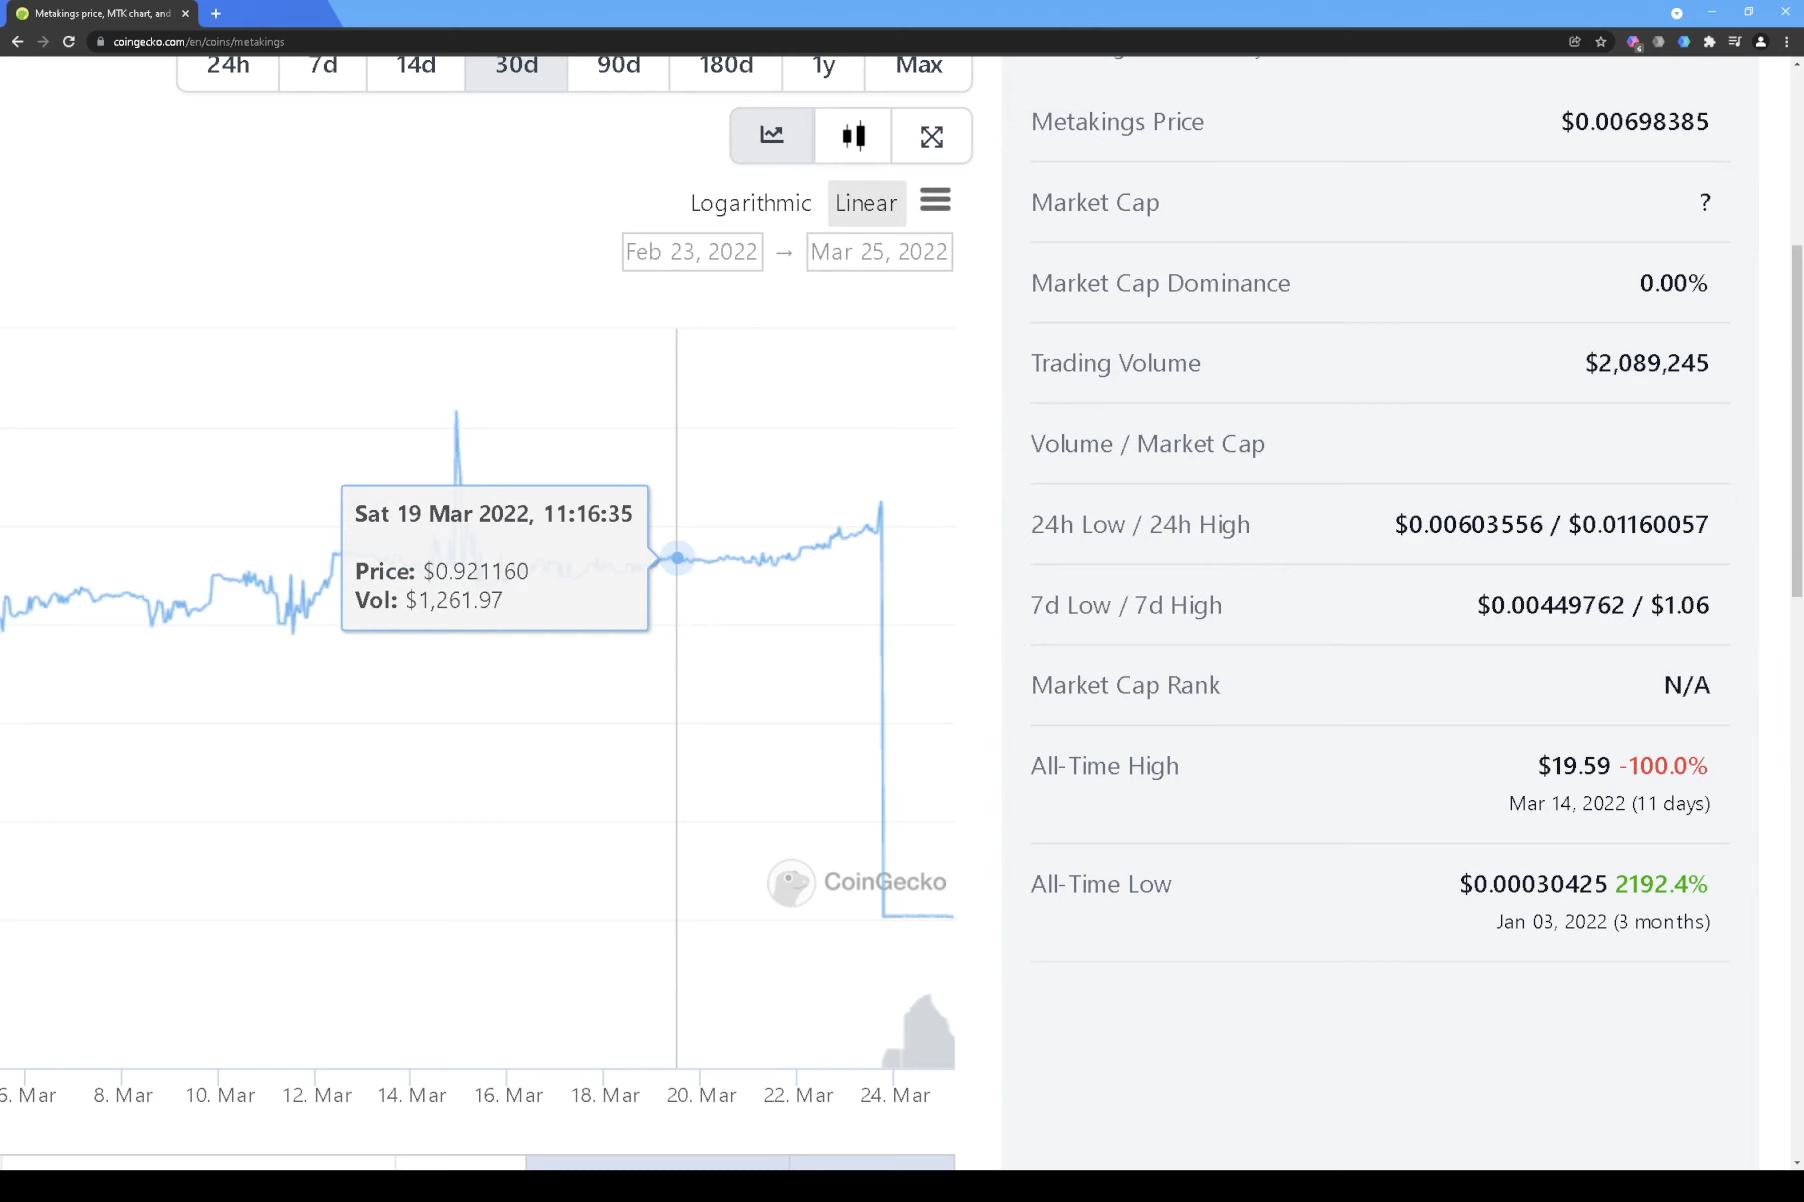 Metakings price, MTK chart, and
coingecko.com/en/coins/metakings
24h 7d 14d 30d 90d 180d 1y Max
Logarithmic Linear
Feb 23, 2022 → Mar 25, 2022
Sat 19 Mar 2022, 11:16:35
Price: $0.921160
Vol: $1,261.97
CoinGecko
6. Mar 8. Mar 10. Mar 12. Mar 14. Mar 16. Mar 18. Mar 20. Mar 22. Mar 24. Mar
Metakings Price $0.00698385
Market Cap ?
Market Cap Dominance 0.00%
Trading Volume $2,089,245
Volume / Market Cap
24h Low / 24h High $0.00603556 / $0.01160057
7d Low / 7d High $0.00449762 / $1.06
Market Cap Rank N/A
All-Time High $19.59 -100.0%
Mar 14, 2022 (11 days)
All-Time Low $0.00030425 2192.4%
Jan 03, 2022 (3 months)